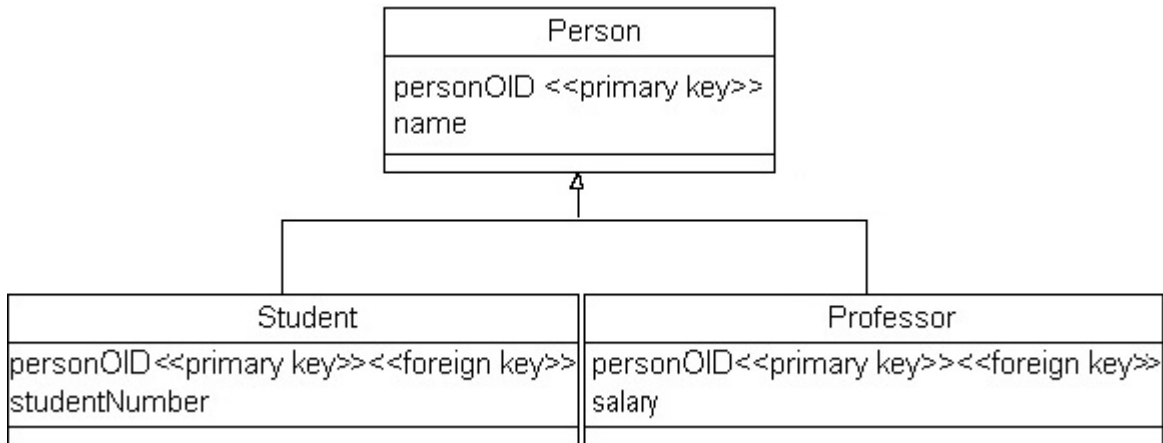 Person
personOID <<primary key>>
name
Student
personOID<<primary key>><<foreign key>>
studentNumber
Professor
personOID<<primary key>><<foreign key>>
salary